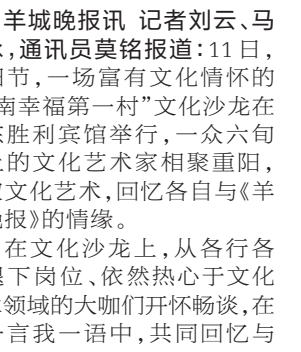 羊城晚报讯 记者刘云、马
，通讯员莫铭报道：11日，
节，一场富有文化情怀的
南幸福第一村”文化沙龙在
胜利宾馆举行，一众六旬
的文化艺术家相聚重阳，
文化艺术，回忆各自与《羊
报》的情缘。
在文化沙龙上，从各行各
下岗位、依然热心于文化
领域的大咖们开怀畅谈，在
言我一语中，共同回忆与